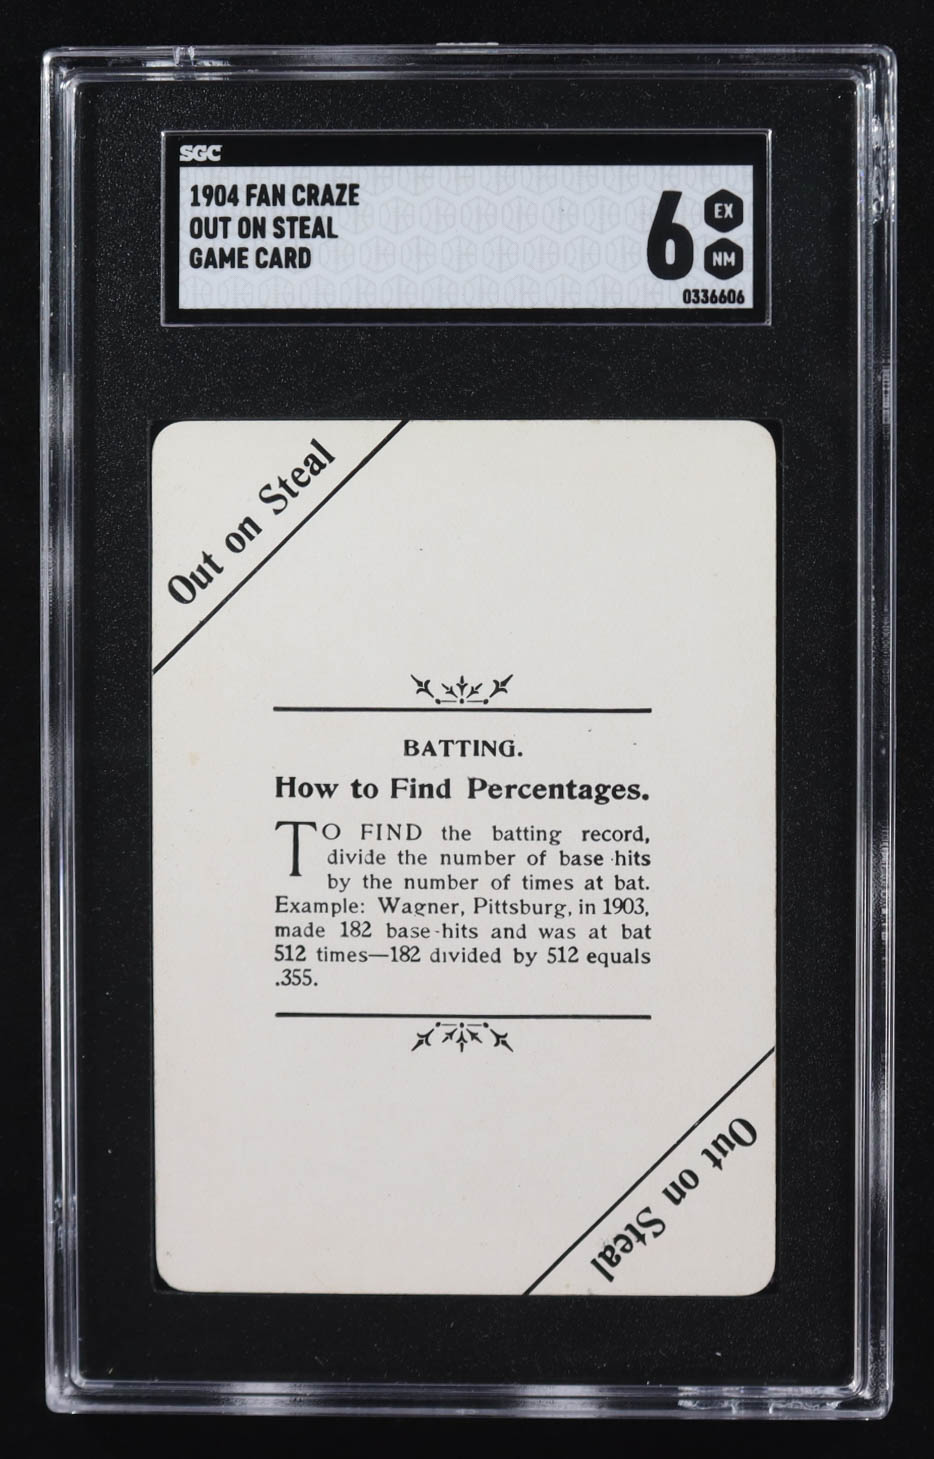 SGC
1904 FAN CRAZE
OUT ON STEAL
GAME CARD
6
EX
NM
0336606
Out on Steal
BATTING.
How to Find Percentages.
TO FIND the batting record,
divide the number of base hits
by the number of times at bat.
Example: Wagner, Pittsburg, in 1903,
made 182 base-hits and was at bat
512 times—182 divided by 512 equals
.355.
Out on Steal